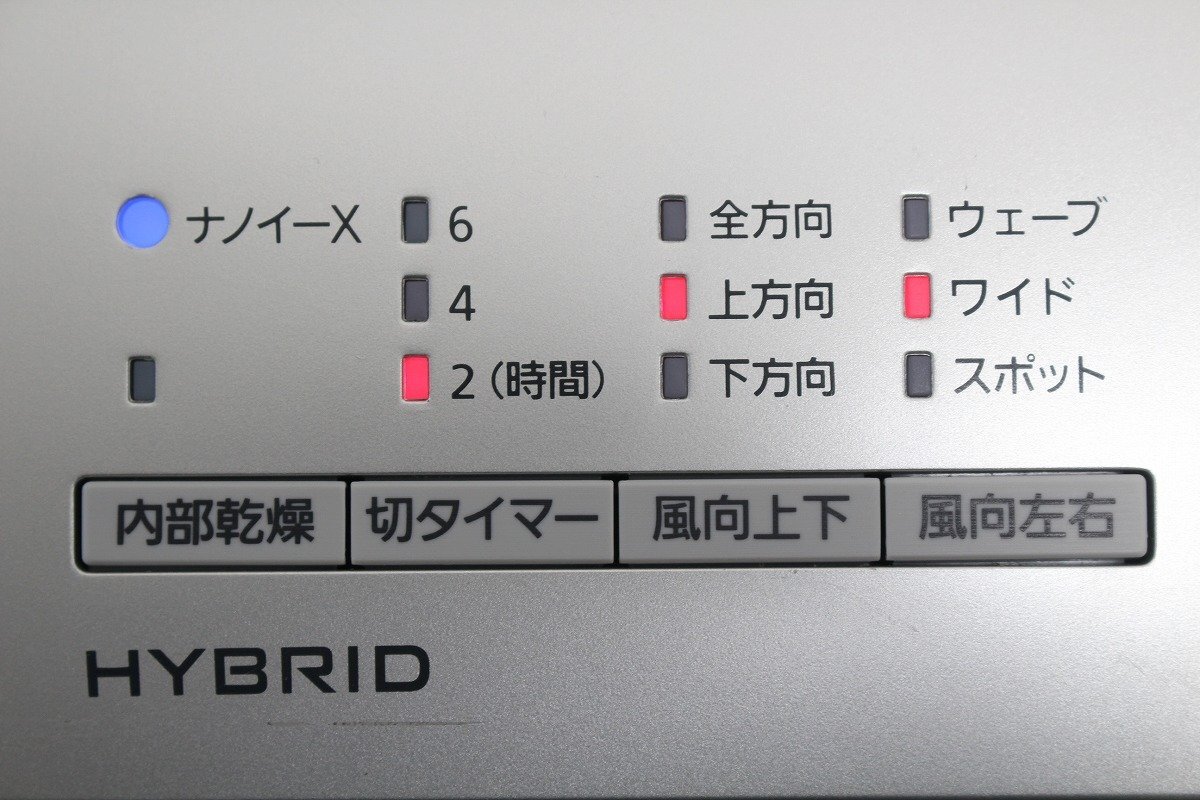 ナノイーX 6 全方向 ウェーブ
4 上方向 ワイド
2（時間） 下方向 スポット
内部乾燥 切タイマー 風向上下 風向左右
HYBRID